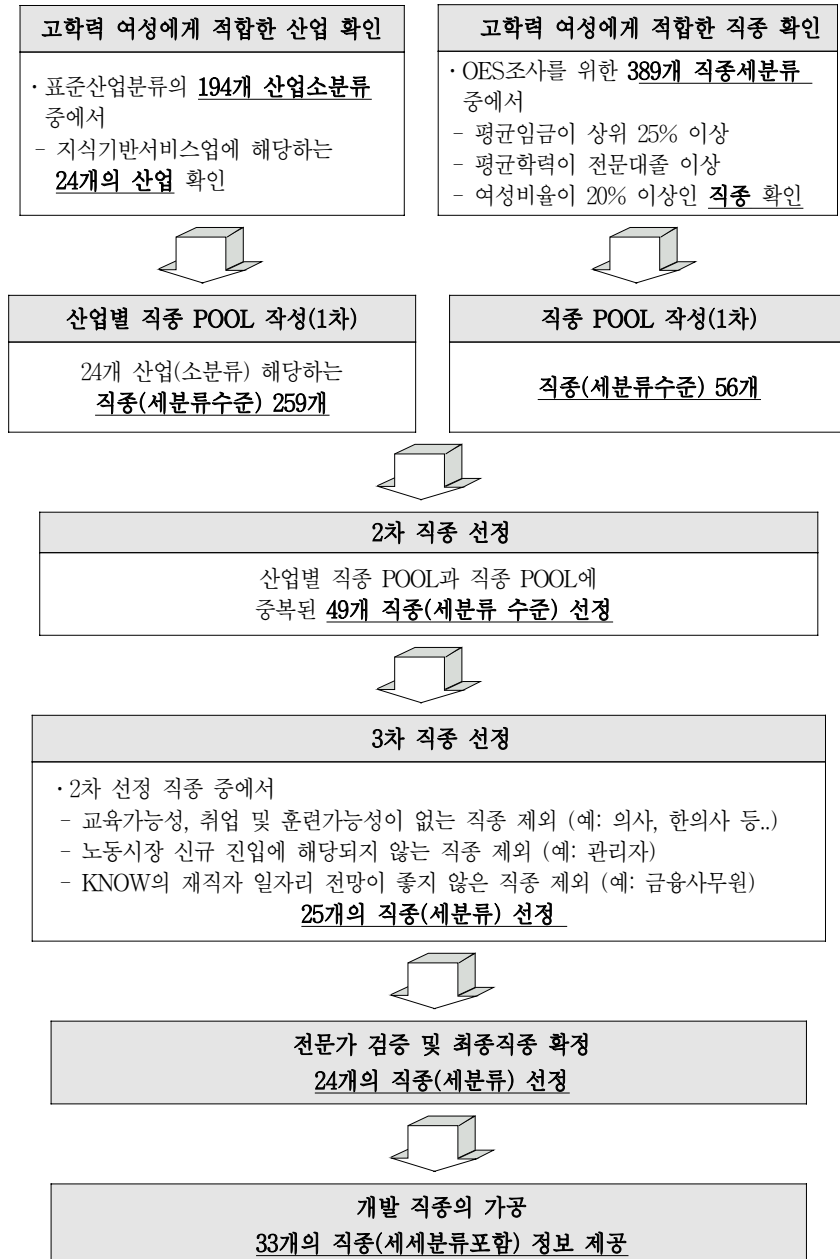 고학력 여성에게 적합한 산업 확인
· 표준산업분류의 194개 산업소분류
중에서
- 지식기반서비스업에 해당하는
24개의 산업 확인
고학력 여성에게 적합한 직종 확인
· OES조사를 위한 389개 직종세분류
중에서
- 평균임금이 상위 25% 이상
- 평균학력이 전문대졸 이상
- 여성비율이 20% 이상인 직종 확인
산업별 직종 POOL 작성(1차)
24개 산업(소분류) 해당하는
직종(세분류수준) 259개
직종 POOL 작성(1차)
직종(세분류수준) 56개
2차 직종 선정
산업별 직종 POOL과 직종 POOL에
중복된 49개 직종(세분류 수준) 선정
3차 직종 선정
· 2차 선정 직종 중에서
- 교육가능성, 취업 및 훈련가능성이 없는 직종 제외 (예: 의사, 한의사 등..)
- 노동시장 신규 진입에 해당되지 않는 직종 제외 (예: 관리자)
- KNOW의 재직자 일자리 전망이 좋지 않은 직종 제외 (예: 금융사무원)
25개의 직종(세분류) 선정
전문가 검증 및 최종직종 확정
24개의 직종(세분류) 선정
개발 직종의 가공
33개의 직종(세세분류포함) 정보 제공